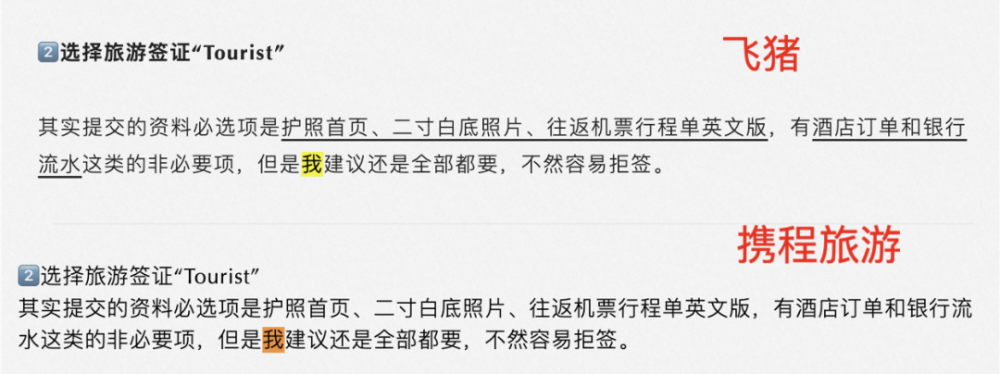 2选择旅游签证“Tourist”
飞猪
其实提交的资料必选项是护照首页、二寸白底照片、往返机票行程单英文版，有酒店订单和银行
流水这类的非必要项，但是我建议还是全部都要，不然容易拒签。
携程旅游
2选择旅游签证“Tourist”
其实提交的资料必选项是护照首页、二寸白底照片、往返机票行程单英文版，有酒店订单和银行流
水这类的非必要项，但是我建议还是全部都要，不然容易拒签。